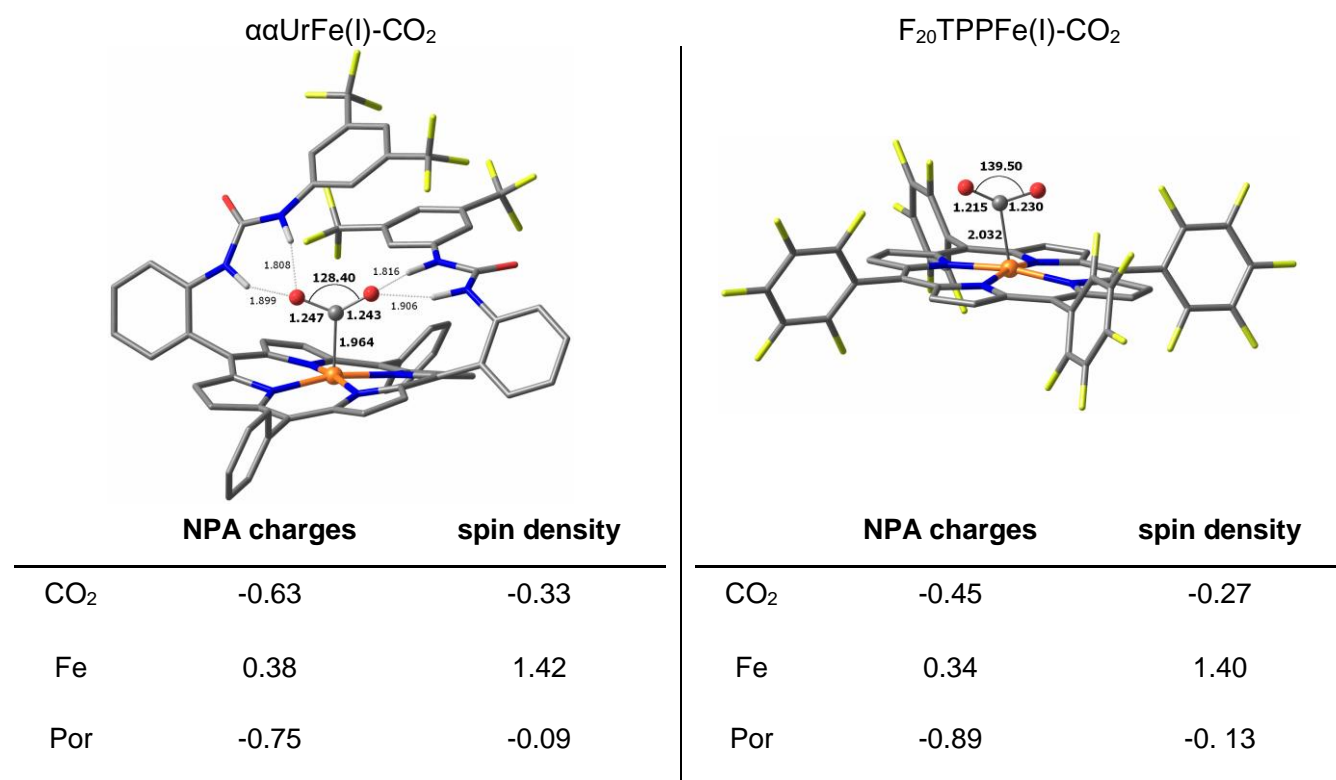 ααUrFe(I)-CO₂
1.808
1.816
128.40
1.899
1.906
1.247
1.243
1.964
NPA charges spin density
CO₂ -0.63 -0.33
Fe 0.38 1.42
Por -0.75 -0.09
F₂₀TPPFe(I)-CO₂
139.50
1.215
1.230
2.032
NPA charges spin density
CO₂ -0.45 -0.27
Fe 0.34 1.40
Por -0.89 -0. 13